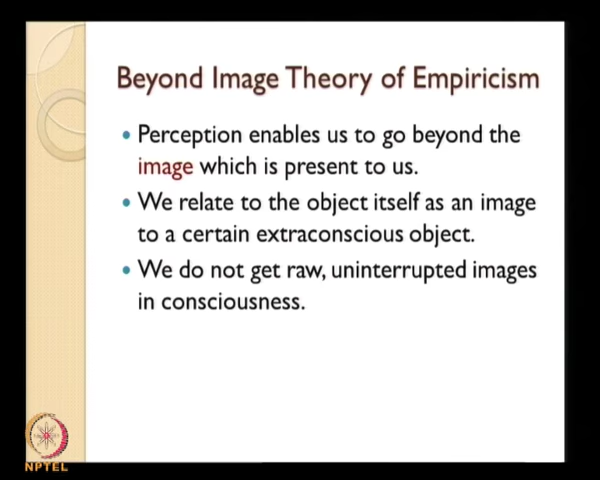 Beyond Image Theory of Empiricism
• Perception enables us to go beyond the
image which is present to us.
• We relate to the object itself as an image
to a certain extraconscious object.
• We do not get raw, uninterrupted images
in consciousness.
NPTEL